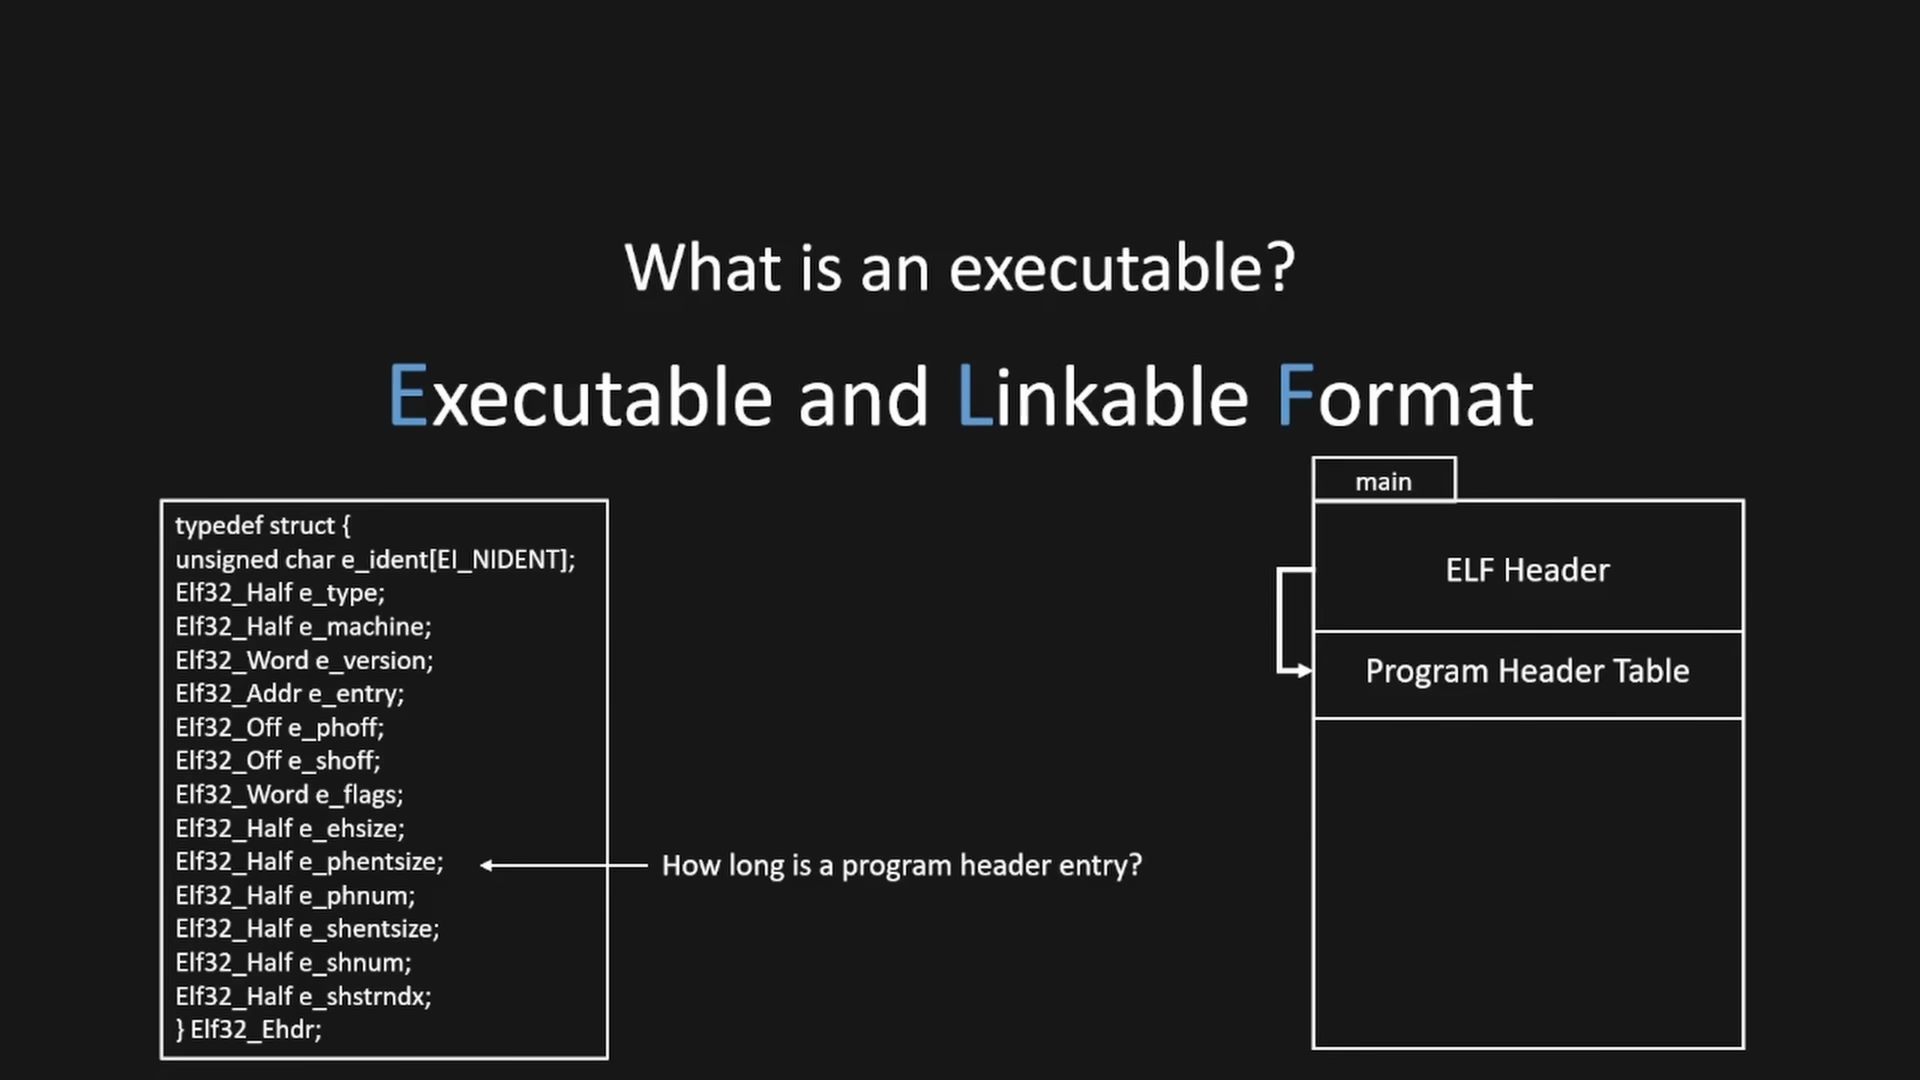 What is an executable?
Executable and Linkable Format
typedef struct {
unsigned char e_ident[EI_NIDENT];
Elf32_Half e_type;
Elf32_Half e_machine;
Elf32_Word e_version;
Elf32_Addr e_entry;
Elf32_Off e_phoff;
Elf32_Off e_shoff;
Elf32_Word e_flags;
Elf32_Half e_ehsize;
Elf32_Half e_phentsize;
Elf32_Half e_phnum;
Elf32_Half e_shentsize;
Elf32_Half e_shnum;
Elf32_Half e_shstrndx;
} Elf32_Ehdr;
How long is a program header entry?
main
ELF Header
Program Header Table